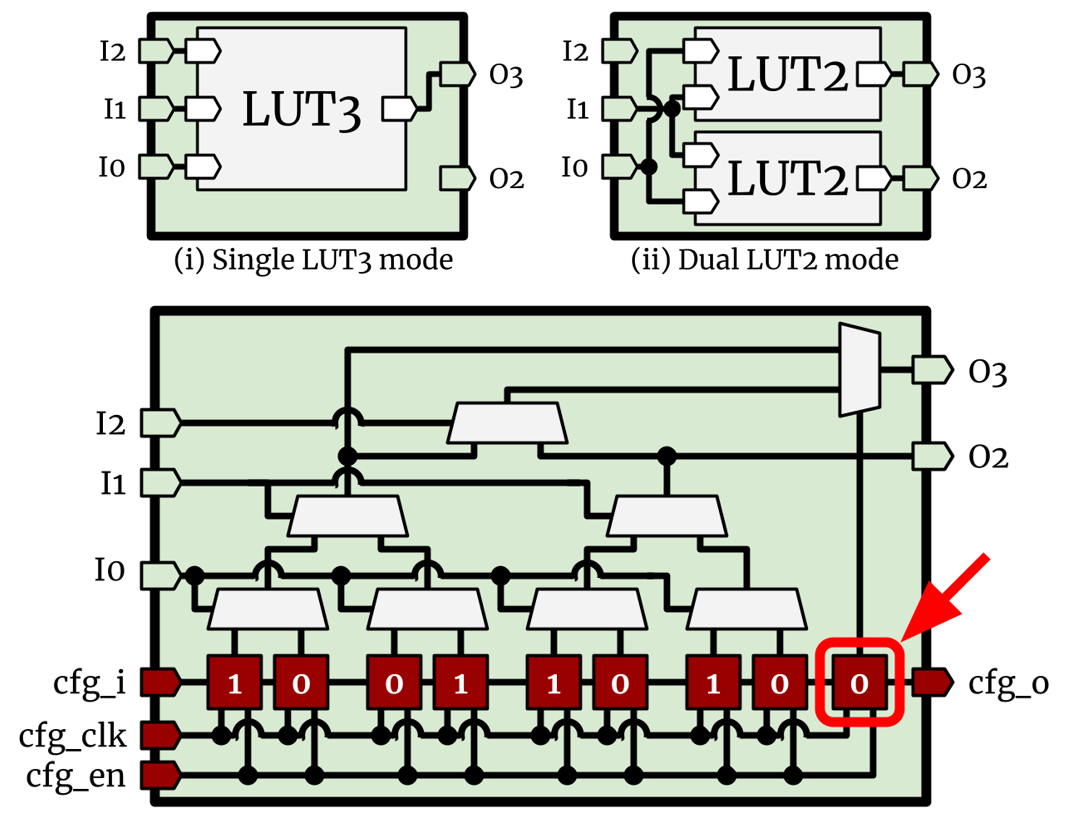 I2
I1
I0
LUT3
O3
O2
(i) Single LUT3 mode
I2
I1
I0
LUT2
LUT2
O3
O2
(ii) Dual LUT2 mode
I2
I1
I0
O3
O2
cfg_i
1 0 0 1 1 0 1 0 0
cfg_o
cfg_clk
cfg_en